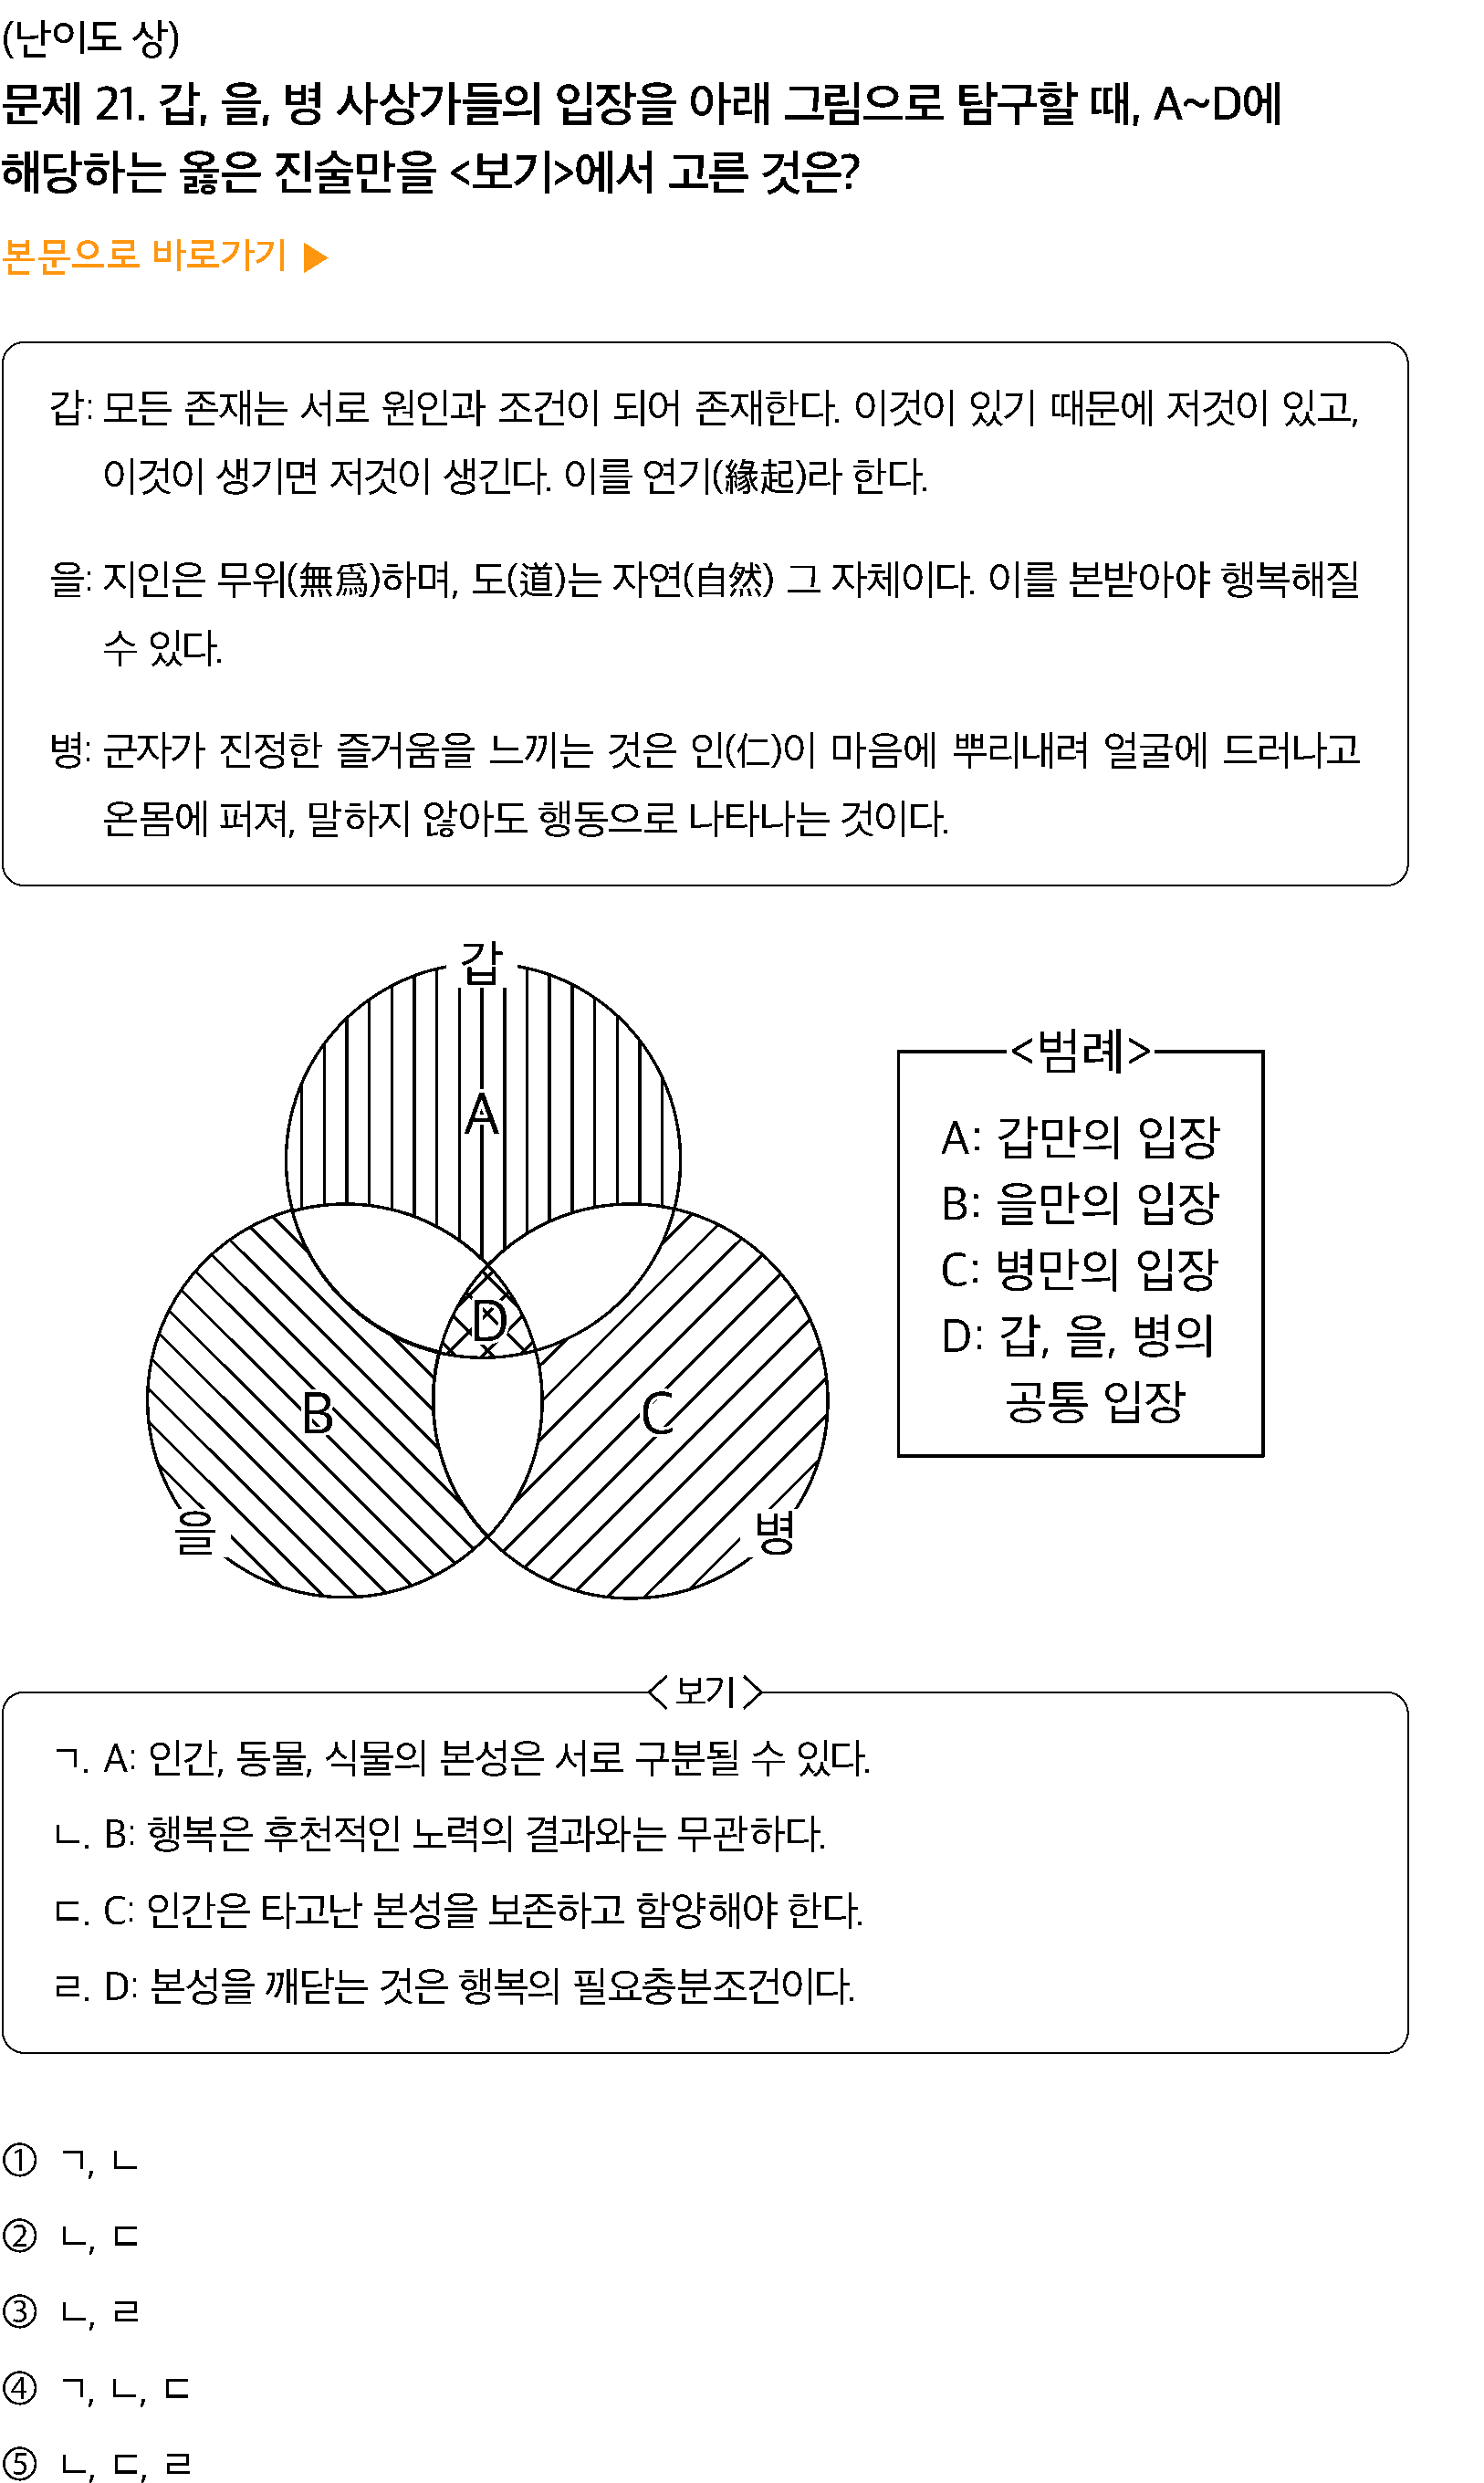 (난이도 상)
문제 21. 갑, 을, 병 사상가들의 입장을 아래 그림으로 탐구할 때, A~D에
해당하는 옳은 진술만을 <보기>에서 고른 것은?
본문으로 바로가기 ▶
갑: 모든 존재는 서로 원인과 조건이 되어 존재한다. 이것이 있기 때문에 저것이 있고,
이것이 생기면 저것이 생긴다. 이를 연기(緣起)라 한다.
을: 지인은 무위(無爲)하며, 도(道)는 자연(自然) 그 자체이다. 이를 본받아야 행복해질
수 있다.
병: 군자가 진정한 즐거움을 느끼는 것은 인(仁)이 마음에 뿌리내려 얼굴에 드러나고
온몸에 퍼져, 말하지 않아도 행동으로 나타나는 것이다.
갑
A
D
B
C
을
병
<범례>
A: 갑만의 입장
B: 을만의 입장
C: 병만의 입장
D: 갑, 을, 병의
공통 입장
<보기>
ㄱ. A: 인간, 동물, 식물의 본성은 서로 구분될 수 있다.
ㄴ. B: 행복은 후천적인 노력의 결과와는 무관하다.
ㄷ. C: 인간은 타고난 본성을 보존하고 함양해야 한다.
ㄹ. D: 본성을 깨닫는 것은 행복의 필요충분조건이다.
① ㄱ, ㄴ
② ㄴ, ㄷ
③ ㄴ, ㄹ
④ ㄱ, ㄴ, ㄷ
⑤ ㄴ, ㄷ, ㄹ